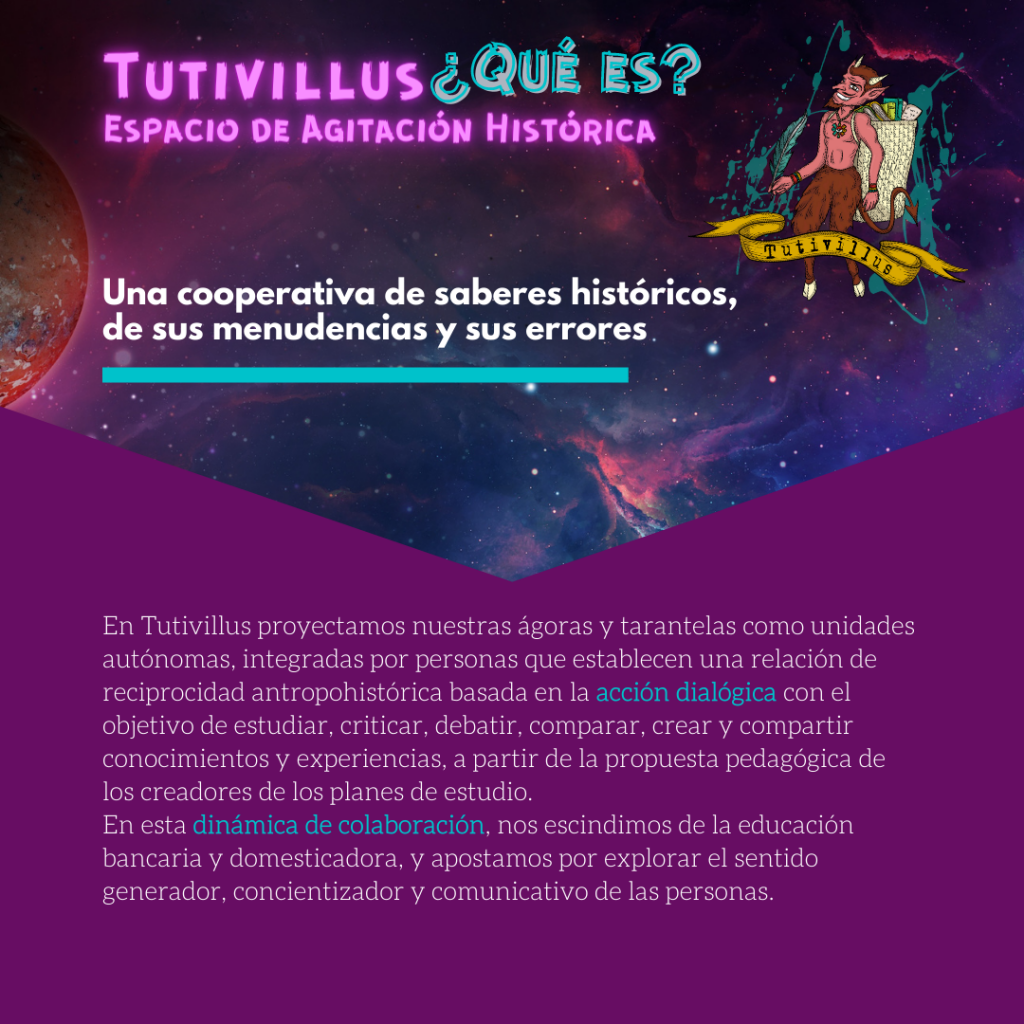 Tutivillus ¿Qué es?
Espacio de Agitación Histórica
Tutivillus
Una cooperativa de saberes históricos,
de sus menudencias y sus errores
En Tutivillus proyectamos nuestras ágoras y tarantelas como unidades
autónomas, integradas por personas que establecen una relación de
reciprocidad antropohistórica basada en la acción dialógica con el
objetivo de estudiar, criticar, debatir, comparar, crear y compartir
conocimientos y experiencias, a partir de la propuesta pedagógica de
los creadores de los planes de estudio.
En esta dinámica de colaboración, nos escindimos de la educación
bancaria y domesticadora, y apostamos por explorar el sentido
generador, concientizador y comunicativo de las personas.